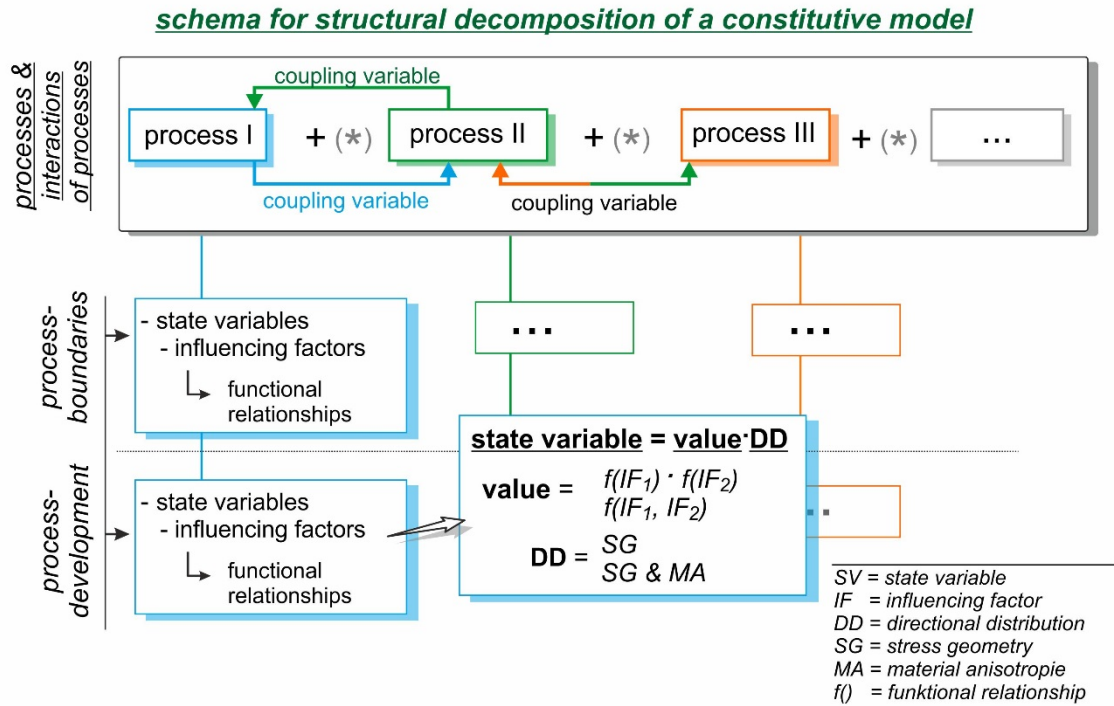 schema for structural decomposition of a constitutive model
processes &
interactions
of processes
coupling variable
process I
+ (*)
process II
+ (*)
process III
+ (*)
...
coupling variable
coupling variable
process-
boundaries
- state variables
- influencing factors
functional
relationships
...
...
process-
development
- state variables
- influencing factors
functional
relationships
state variable = value·DD
value =
f(IF₁) · f(IF₂)
f(IF₁, IF₂)
DD =
SG
SG & MA
..
SV = state variable
IF = influencing factor
DD = directional distribution
SG = stress geometry
MA = material anisotropie
f() = funktional relationship